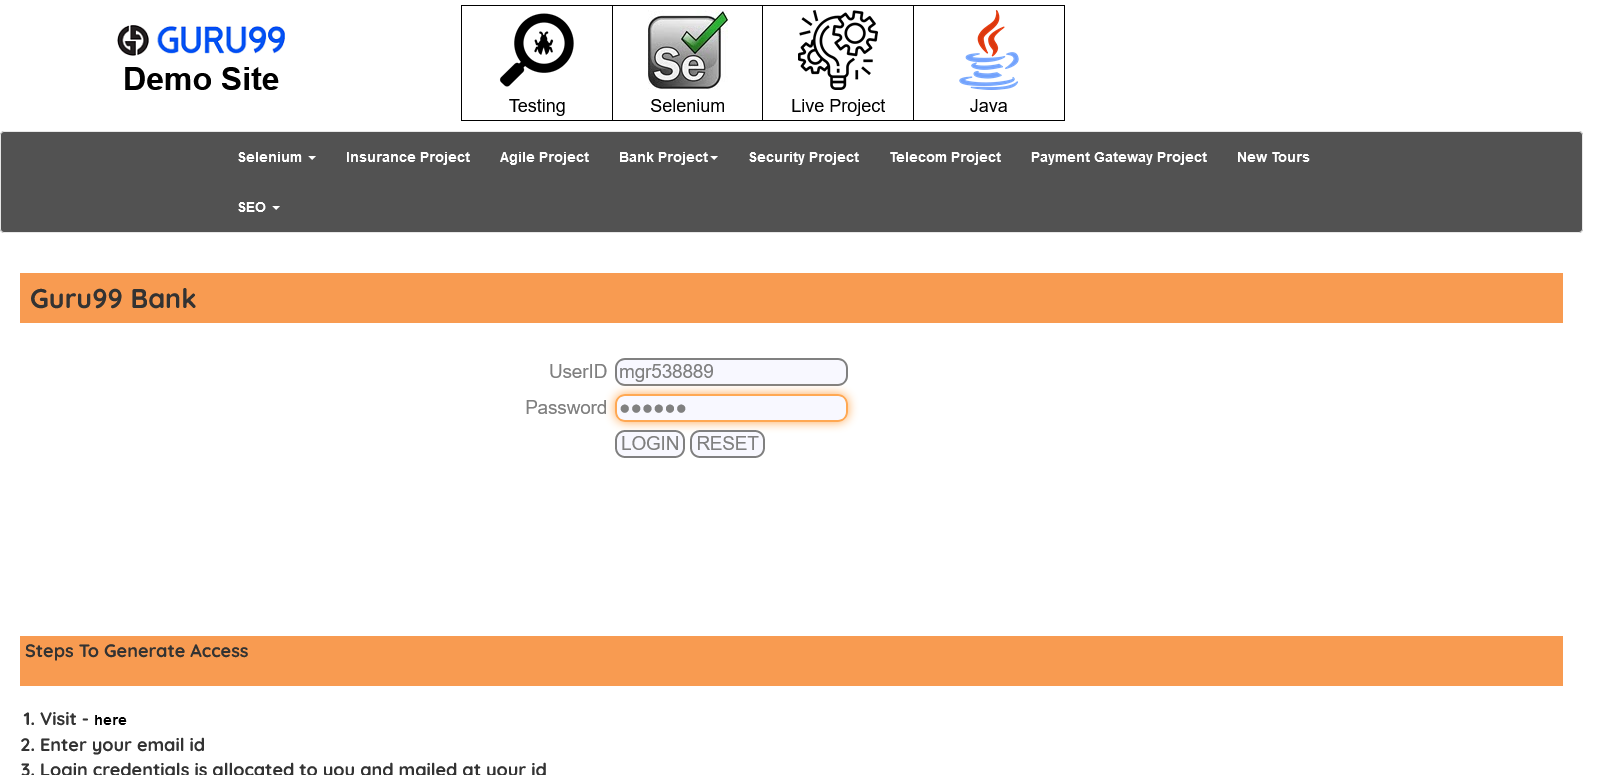 GURU99
Demo Site
Testing
Selenium
Live Project
Java
Selenium
Insurance Project
Agile Project
Bank Project
Security Project
Telecom Project
Payment Gateway Project
New Tours
SEO
Guru99 Bank
UserID mgr538889
Password ●●●●●●
LOGIN RESET
Steps To Generate Access
1. Visit - here
2. Enter your email id
3. Login credentials is allocated to you and mailed at your id